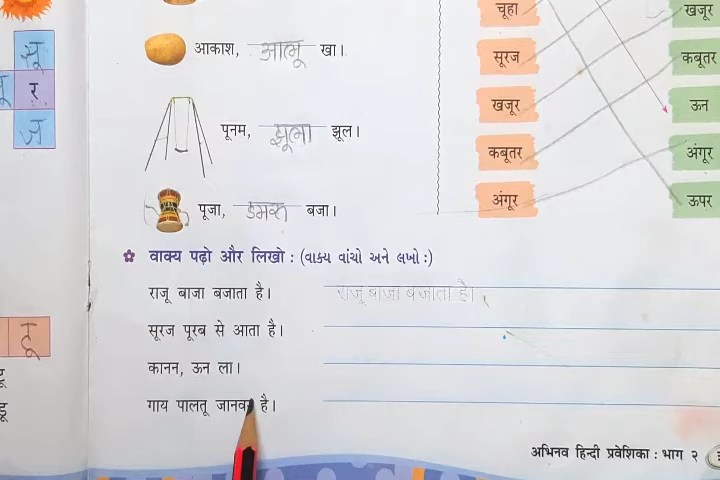 सू
र
ज
टू
आकाश, आलू खा।
पूनम, झूला झूल।
पूजा, डमरू बजा।
चूहा
सूरज
खजूर
कबूतर
अंगूर
खजूर
कबूतर
ऊन
अंगूर
ऊपर
वाक्य पढ़ो और लिखो : (વાક્ય વાંચો અને લખો :)
राजू बाजा बजाता है। राजू बाजा बजाता है।
सूरज पूरब से आता है।
कानन, ऊन ला।
गाय पालतू जानवर है।
अभिनव हिन्दी प्रवेशिका : भाग २